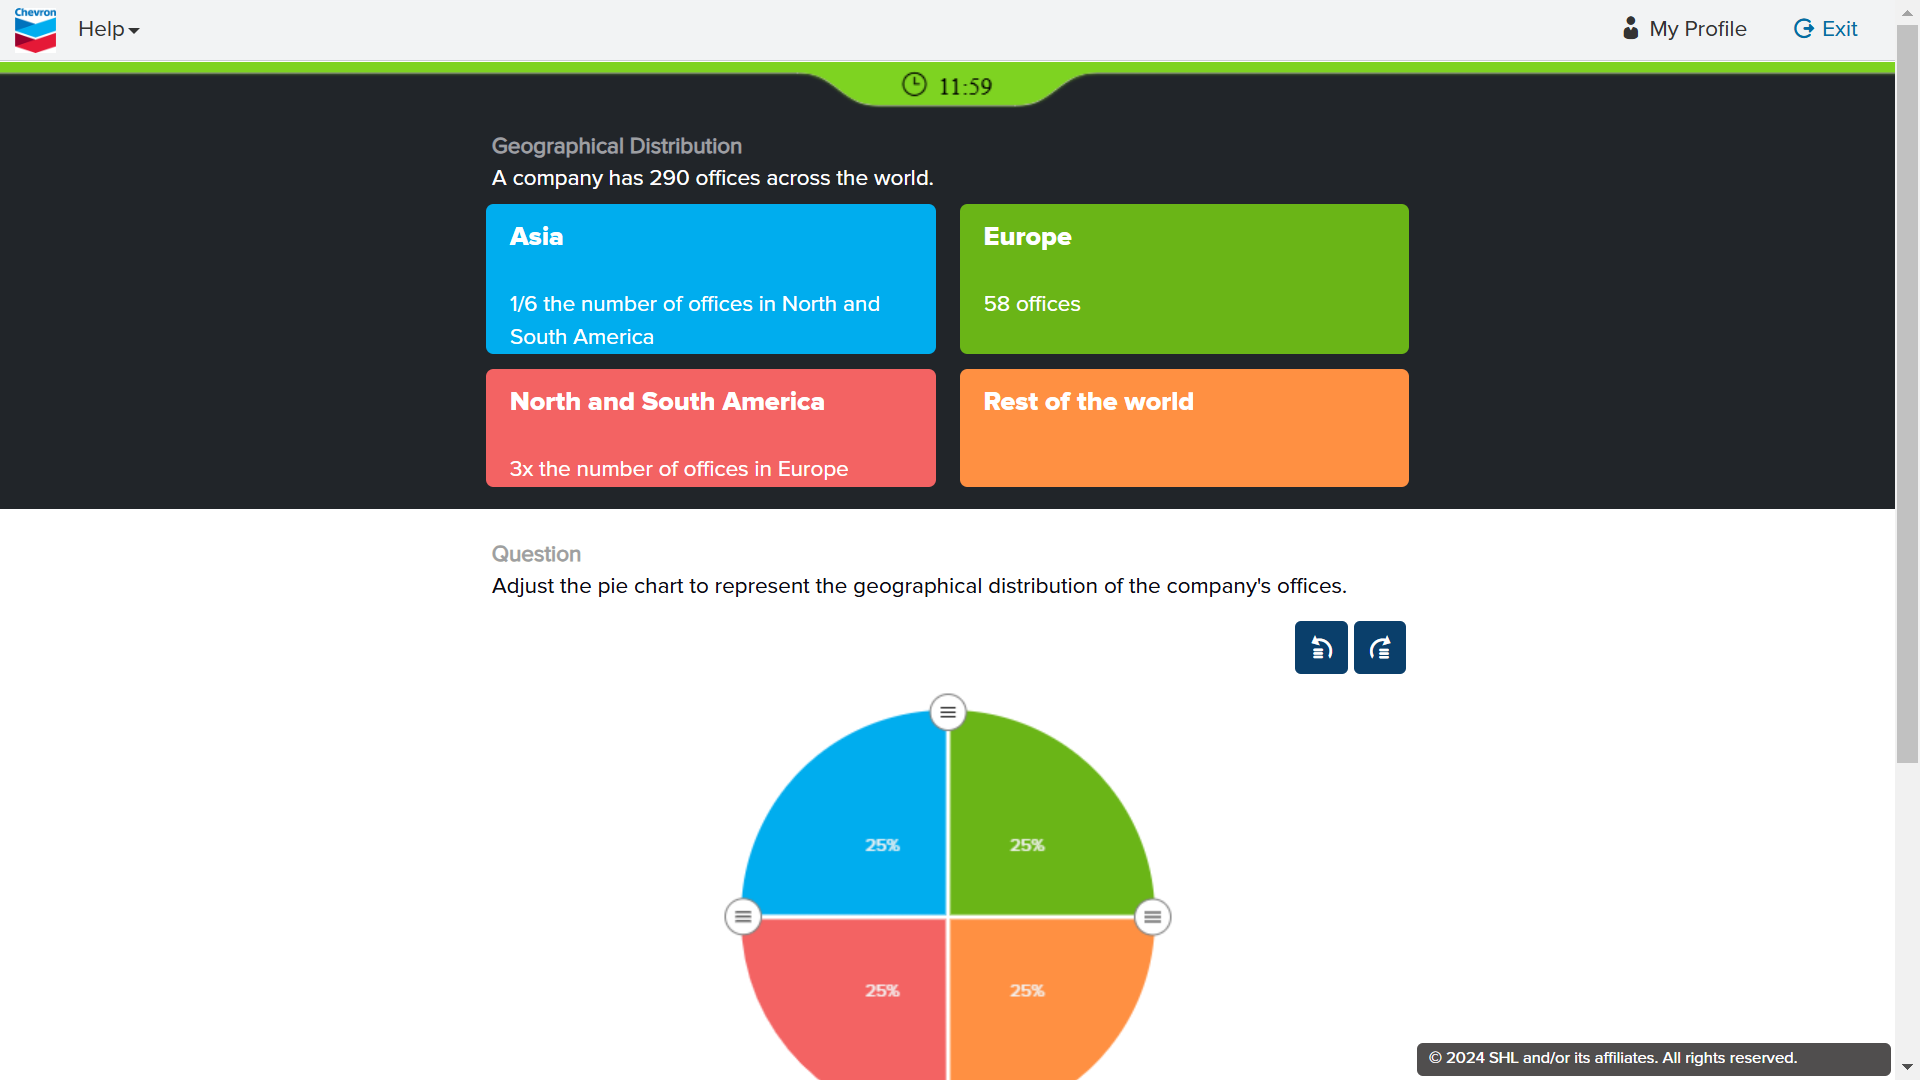 Chevron
Help
My Profile
Exit
11:59
Geographical Distribution
A company has 290 offices across the world.
Asia
1/6 the number of offices in North and
South America
Europe
58 offices
North and South America
3x the number of offices in Europe
Rest of the world
Question
Adjust the pie chart to represent the geographical distribution of the company's offices.
25%
25%
25%
25%
© 2024 SHL and/or its affiliates. All rights reserved.